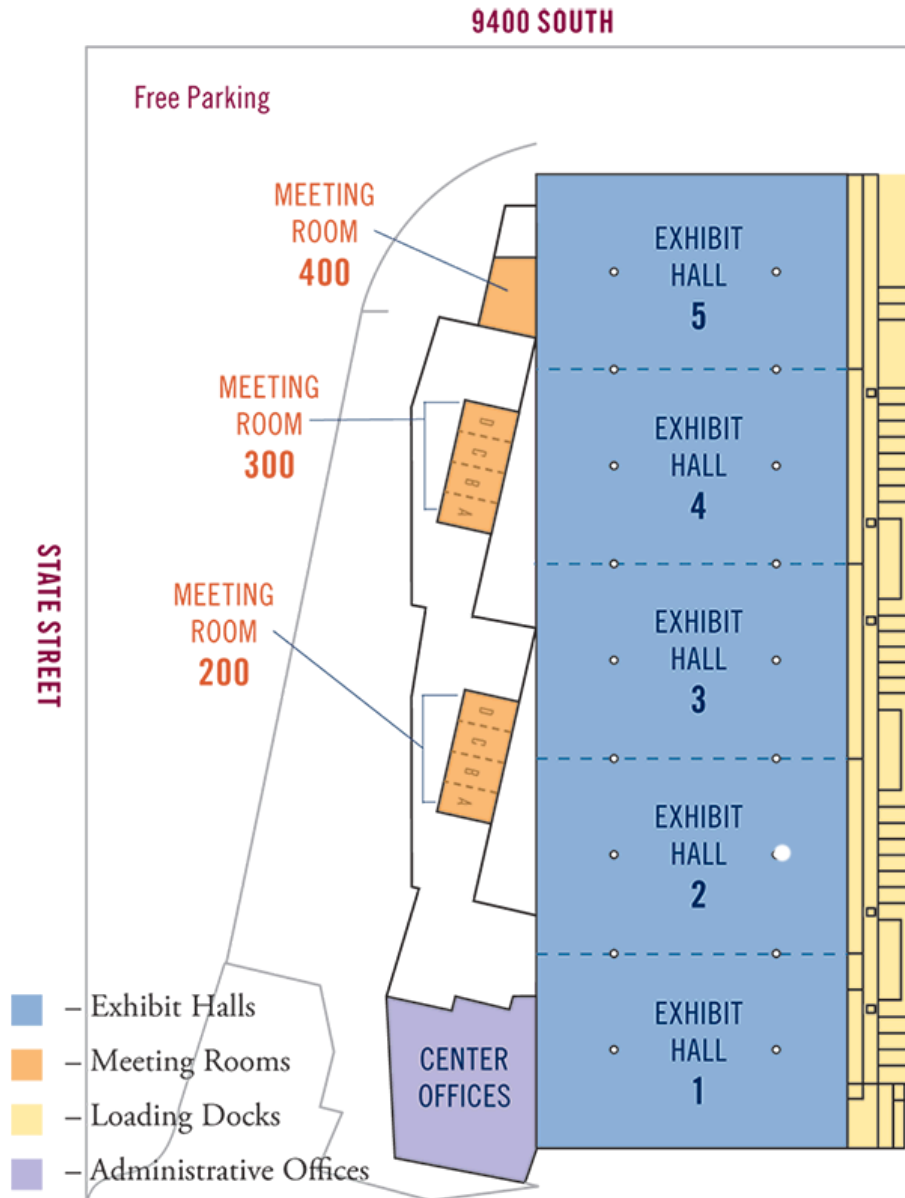 9400 SOUTH
Free Parking
MEETING
ROOM
400
EXHIBIT
HALL
5
MEETING
ROOM
300
D
C
B
A
EXHIBIT
HALL
4
STATE STREET
MEETING
ROOM
200
D
C
B
A
EXHIBIT
HALL
3
EXHIBIT
HALL
2
EXHIBIT
HALL
1
CENTER
OFFICES
– Exhibit Halls
– Meeting Rooms
– Loading Docks
– Administrative Offices